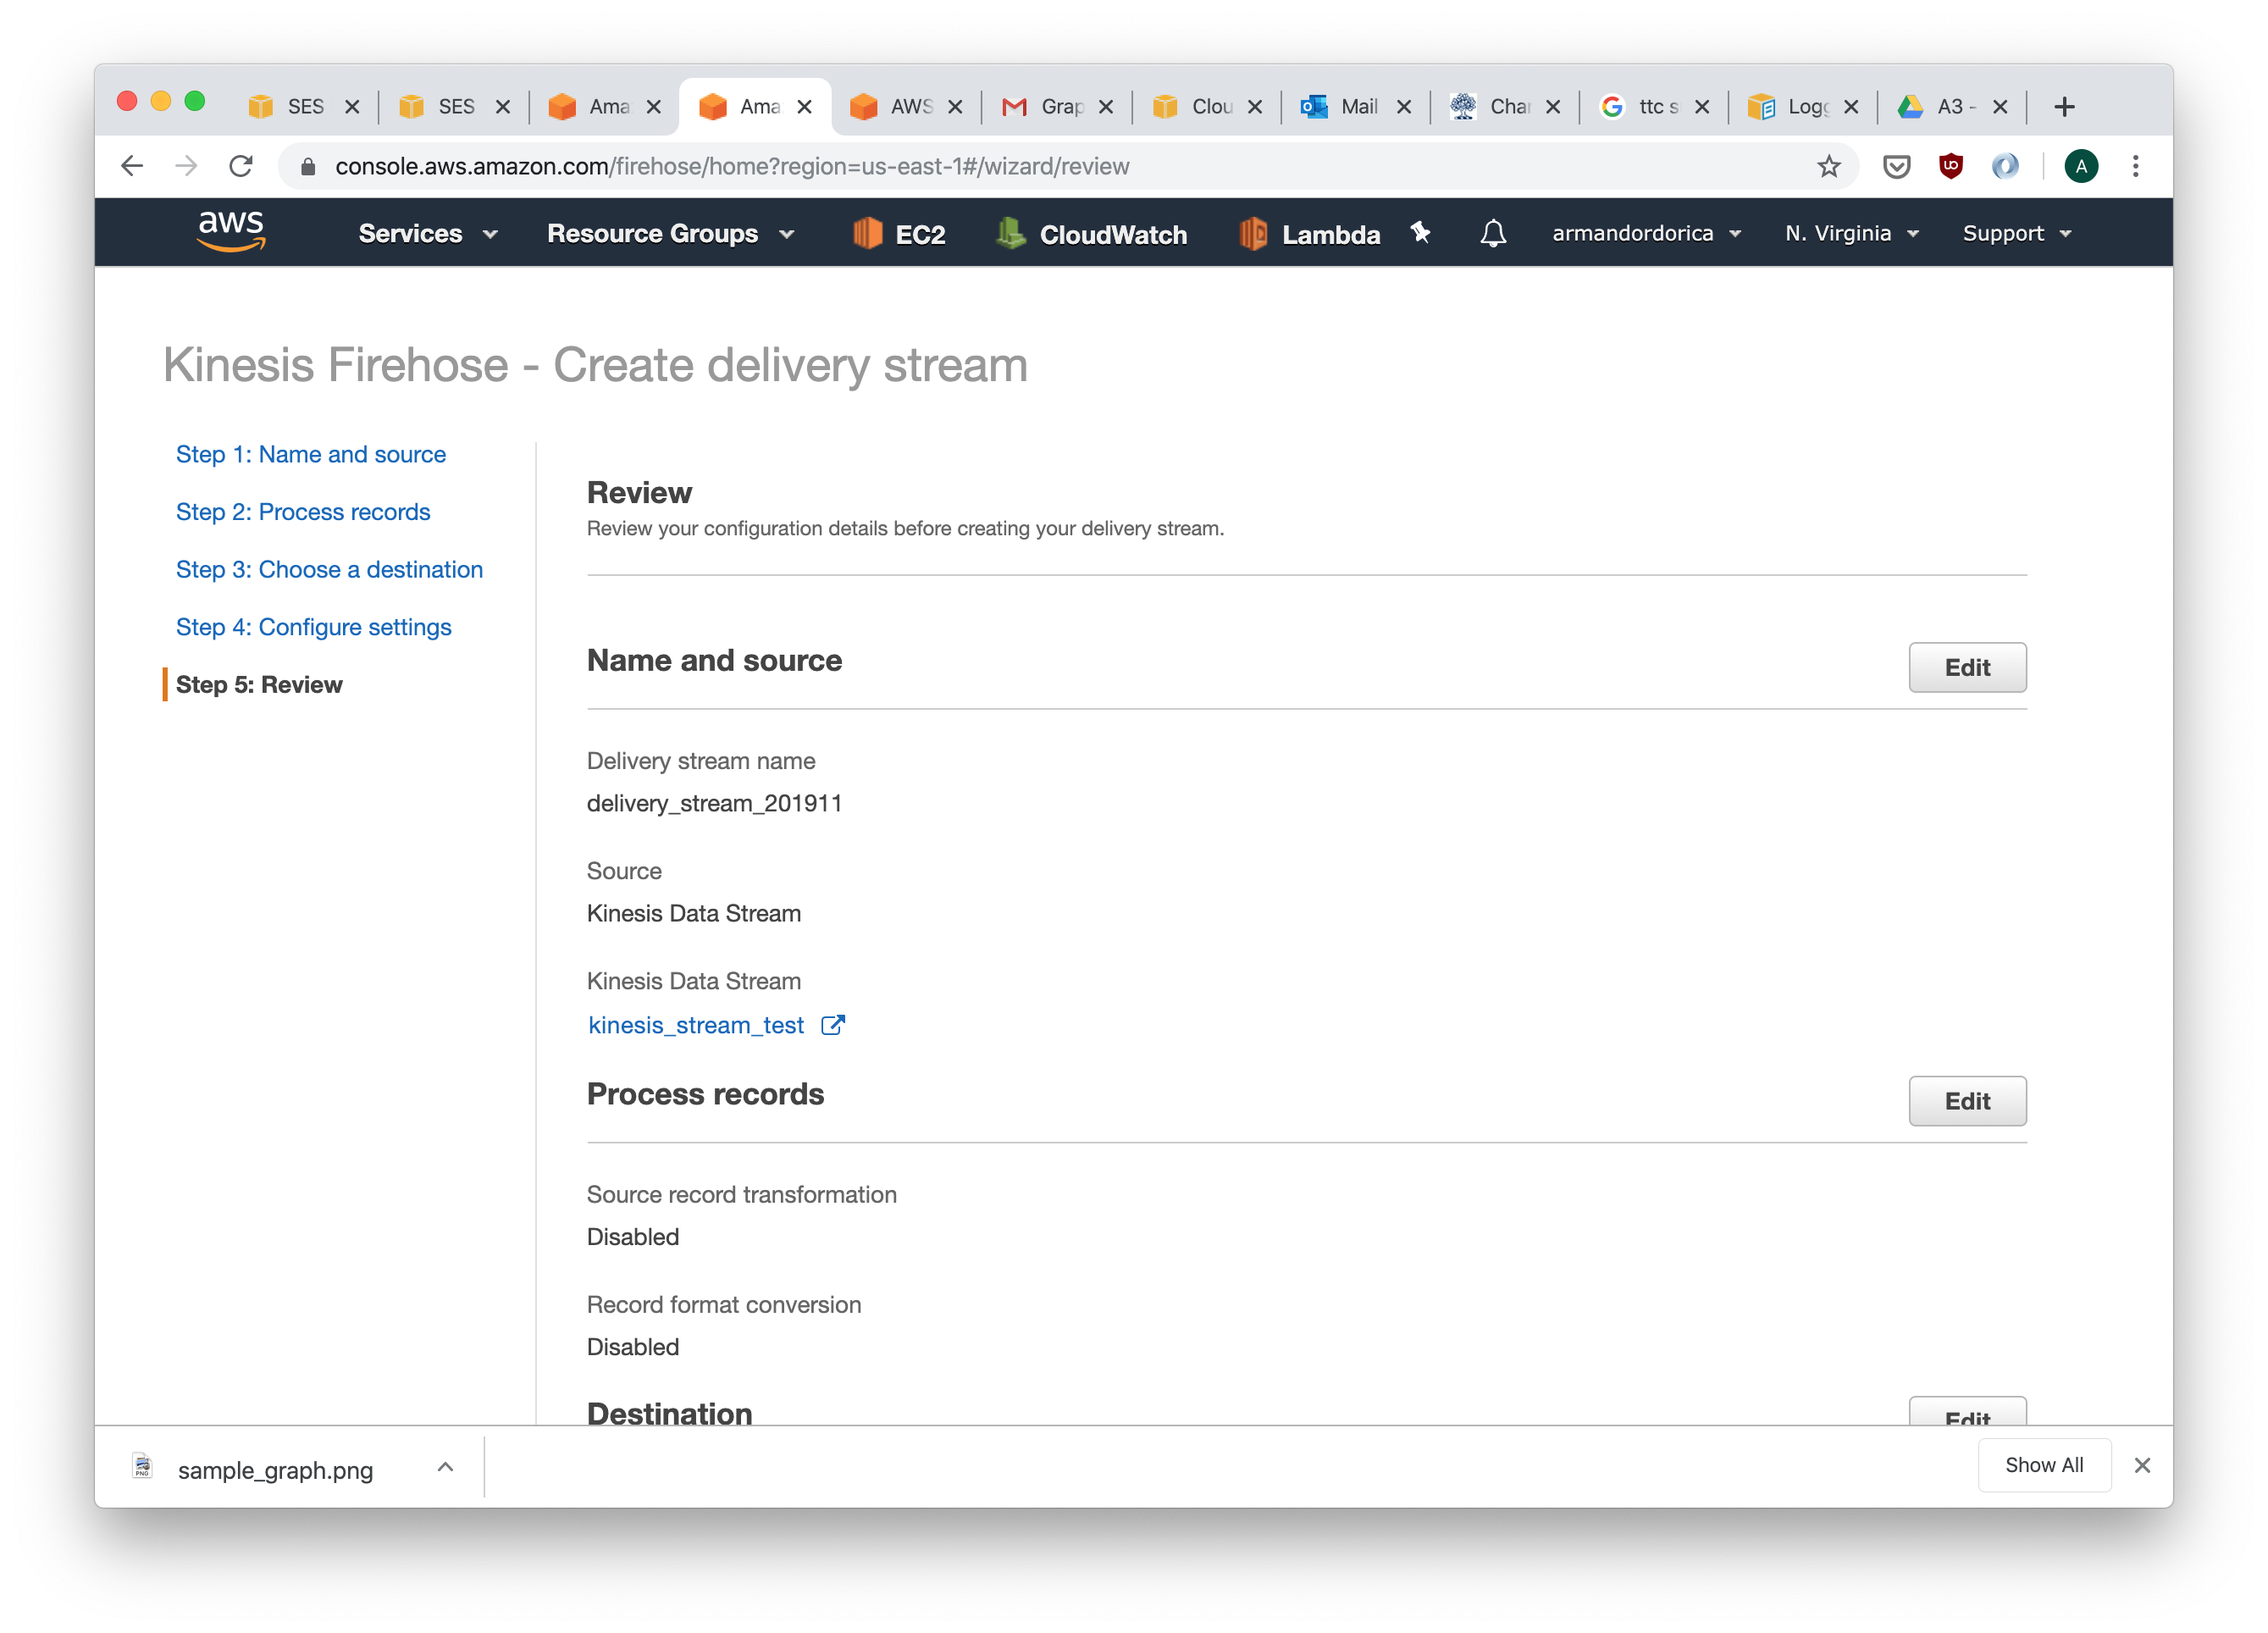 SES SES Ama Ama AWS Grap Clou Mail Char ttc s Logg A3 -
console.aws.amazon.com/firehose/home?region=us-east-1#/wizard/review A
aws Services Resource Groups EC2 CloudWatch Lambda armandordorica N. Virginia Support
Kinesis Firehose - Create delivery stream
Step 1: Name and source
Step 2: Process records
Step 3: Choose a destination
Step 4: Configure settings
Step 5: Review
Review
Review your configuration details before creating your delivery stream.
Name and source Edit
Delivery stream name
delivery_stream_201911
Source
Kinesis Data Stream
Kinesis Data Stream
kinesis_stream_test
Process records Edit
Source record transformation
Disabled
Record format conversion
Disabled
Destination Edit
sample_graph.png Show All